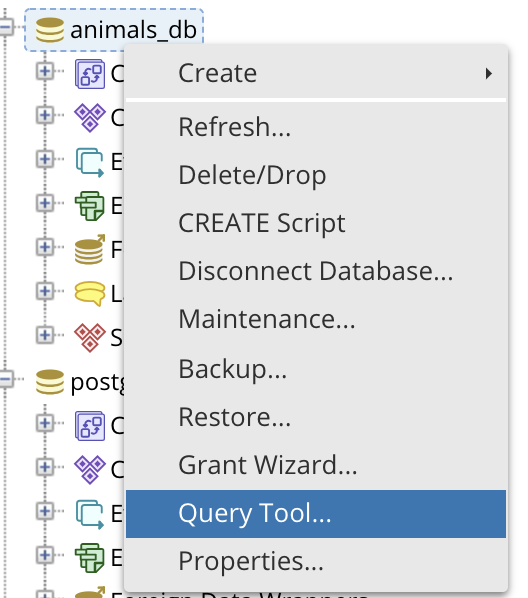 animals_db
Create
C
Refresh...
C
Delete/Drop
E
CREATE Script
E
Disconnect Database...
F
L
Maintenance...
S
Backup...
postg
Restore...
C
Grant Wizard...
C
Query Tool...
E
Properties...
E
Foreign Data Wrappers